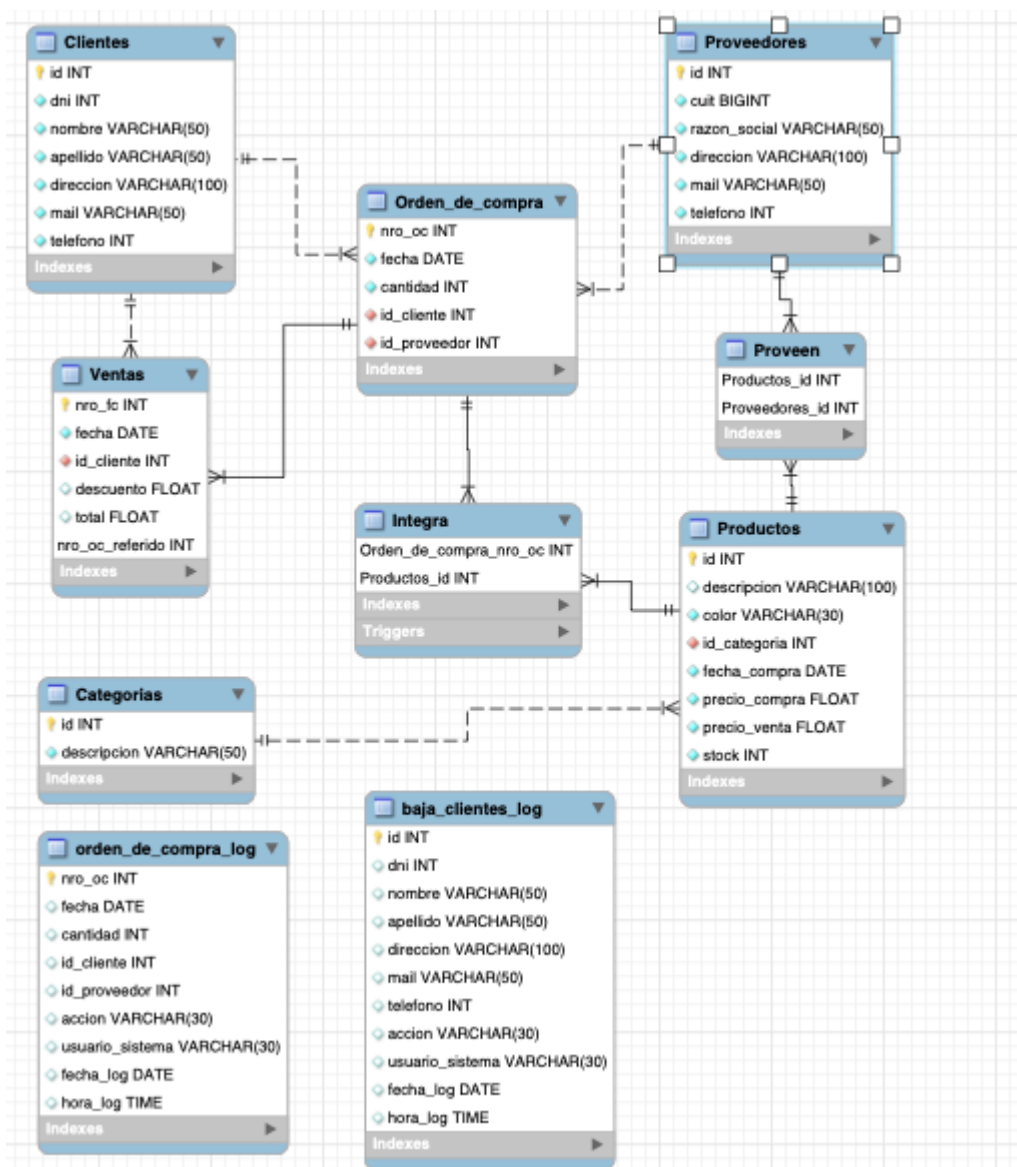 Clientes
id INT
dni INT
nombre VARCHAR(50)
apellido VARCHAR(50)
direccion VARCHAR(100)
mail VARCHAR(50)
telefono INT
Indexes
Proveedores
id INT
cuit BIGINT
razon_social VARCHAR(50)
direccion VARCHAR(100)
mail VARCHAR(50)
telefono INT
Indexes
Orden_de_compra
nro_oc INT
fecha DATE
cantidad INT
id_cliente INT
id_proveedor INT
Indexes
Ventas
nro_fc INT
fecha DATE
id_cliente INT
descuento FLOAT
total FLOAT
nro_oc_referido INT
Indexes
Proveen
Productos_id INT
Proveedores_id INT
Indexes
Integra
Orden_de_compra_nro_oc INT
Productos_id INT
Indexes
Triggers
Productos
id INT
descripcion VARCHAR(100)
color VARCHAR(30)
id_categoria INT
fecha_compra DATE
precio_compra FLOAT
precio_venta FLOAT
stock INT
Indexes
Categorias
id INT
descripcion VARCHAR(50)
Indexes
orden_de_compra_log
nro_oc INT
fecha DATE
cantidad INT
id_cliente INT
id_proveedor INT
accion VARCHAR(30)
usuario_sistema VARCHAR(30)
fecha_log DATE
hora_log TIME
Indexes
baja_clientes_log
id INT
dni INT
nombre VARCHAR(50)
apellido VARCHAR(50)
direccion VARCHAR(100)
mail VARCHAR(50)
telefono INT
accion VARCHAR(30)
usuario_sistema VARCHAR(30)
fecha_log DATE
hora_log TIME
Indexes